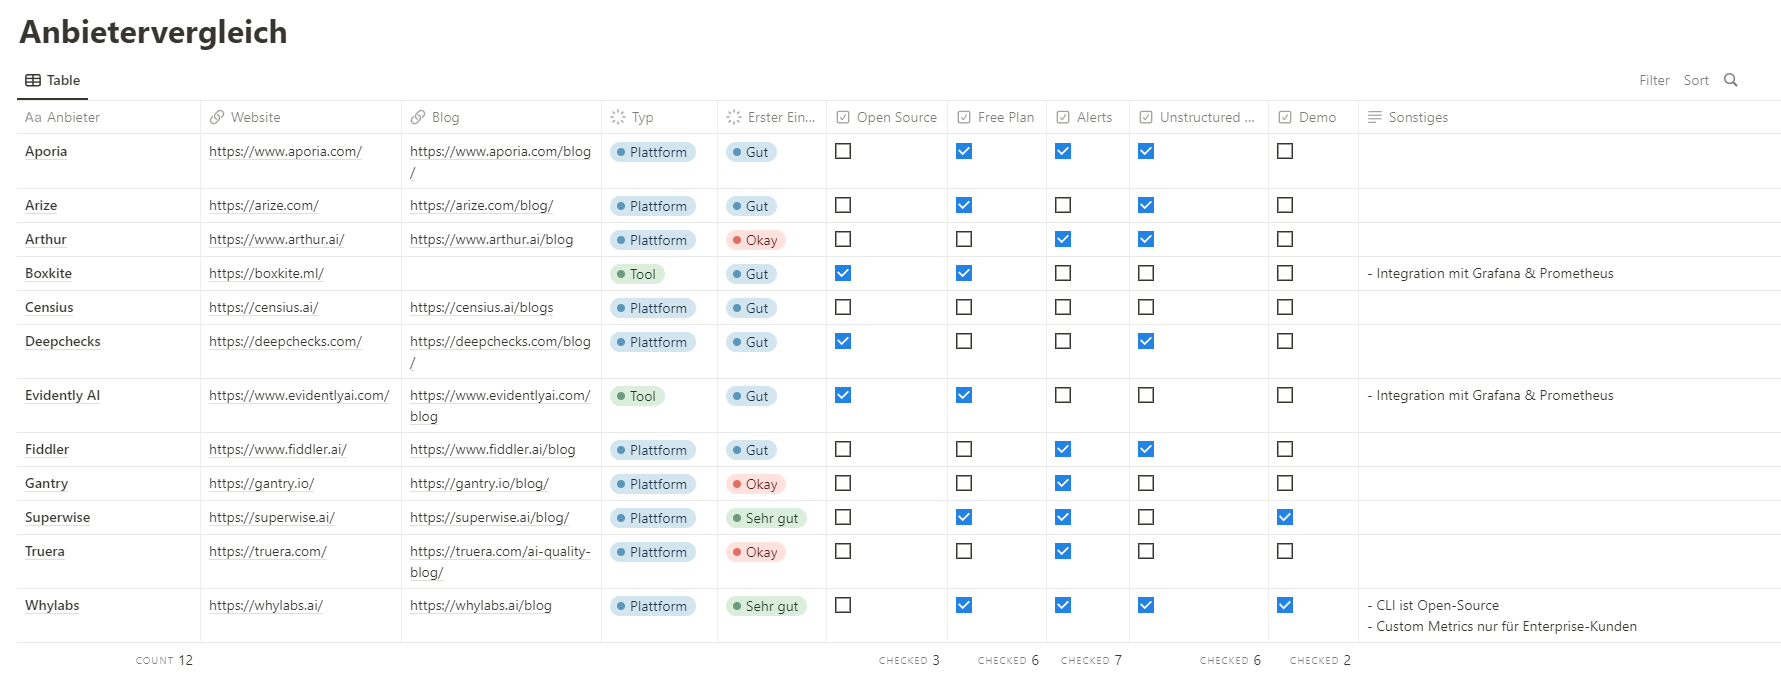 Anbietervergleich
Table
Filter Sort
Aa Anbieter Website Blog Typ Erster Ein... Open Source Free Plan Alerts Unstructured ... Demo Sonstiges
Aporia https://www.aporia.com/ https://www.aporia.com/blog Plattform Gut
/
Arize https://arize.com/ https://arize.com/blog/ Plattform Gut
Arthur https://www.arthur.ai/ https://www.arthur.ai/blog Plattform Okay
Boxkite https://boxkite.ml/ Tool Gut - Integration mit Grafana & Prometheus
Censius https://censius.ai/ https://censius.ai/blogs Plattform Gut
Deepchecks https://deepchecks.com/ https://deepchecks.com/blog Plattform Gut
/
Evidently AI https://www.evidentlyai.com/ https://www.evidentlyai.com/ Tool Gut - Integration mit Grafana & Prometheus
blog
Fiddler https://www.fiddler.ai/ https://www.fiddler.ai/blog Plattform Gut
Gantry https://gantry.io/ https://gantry.io/blog/ Plattform Okay
Superwise https://superwise.ai/ https://superwise.ai/blog/ Plattform Sehr gut
Truera https://truera.com/ https://truera.com/ai-quality- Plattform Okay
blog/
Whylabs https://whylabs.ai/ https://whylabs.ai/blog Plattform Sehr gut - CLI ist Open-Source
- Custom Metrics nur für Enterprise-Kunden
COUNT 12 CHECKED 3 CHECKED 6 CHECKED 7 CHECKED 6 CHECKED 2